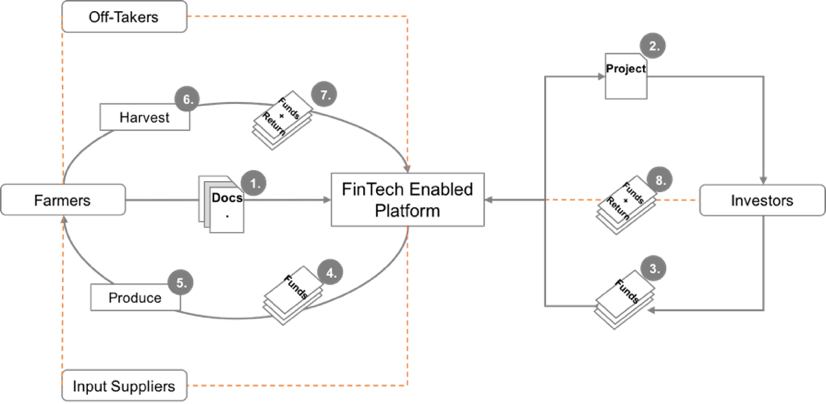 Off-Takers
2.
Project
6.
7.
Harvest
Funds
+
Return
Farmers
1.
Docs
.
FinTech Enabled
Platform
8.
Funds
+
Return
Investors
5.
Produce
4.
Funds
3.
Funds
Input Suppliers